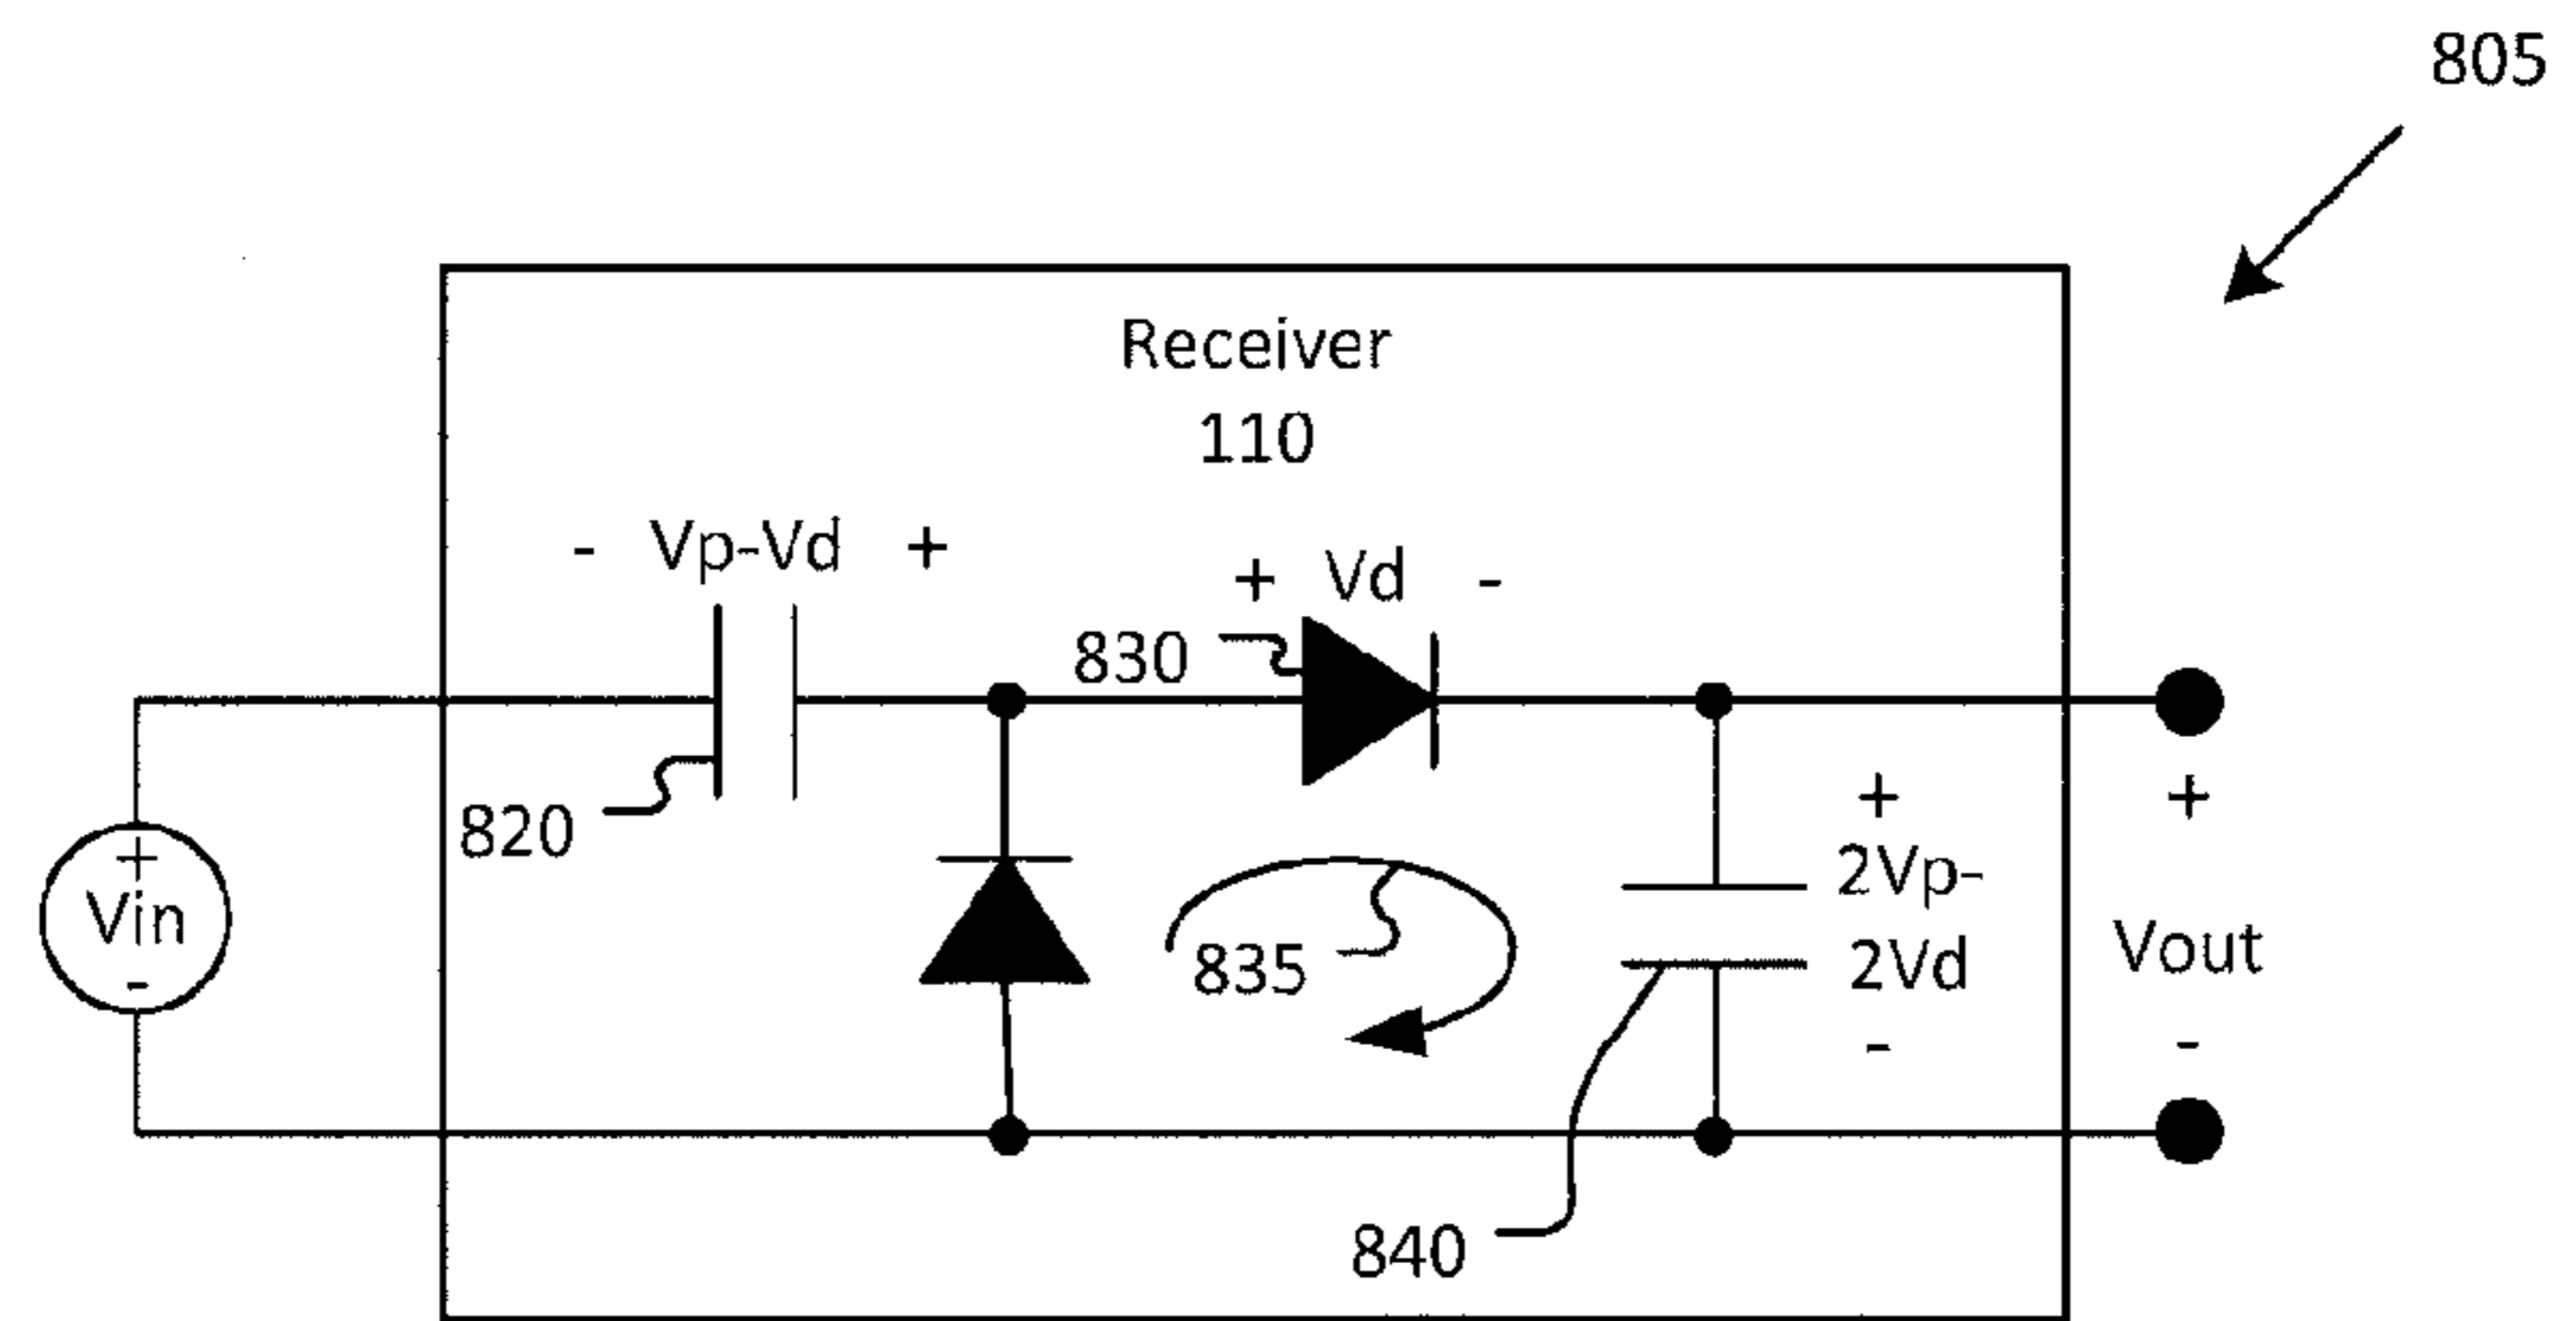 805
Receiver
110
- Vp-Vd +
+ Vd -
830
820
+
Vin
-
835
+
2Vp-
2Vd
-
+
Vout
-
840